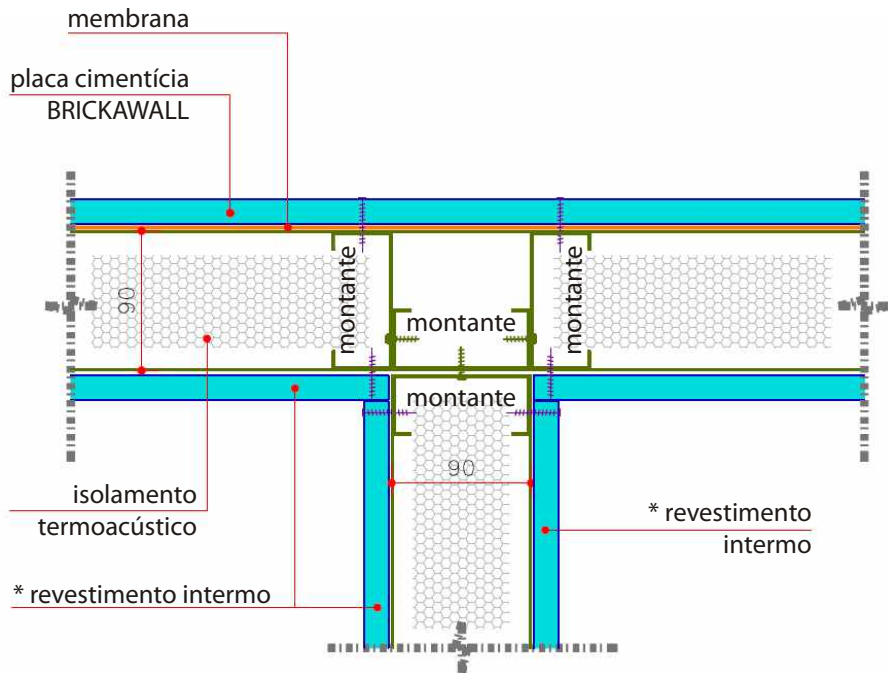 membrana
placa cimentícia
BRICKAWALL
montante
montante
montante
90
montante
90
isolamento
termoacústico
* revestimento
intermo
* revestimento intermo